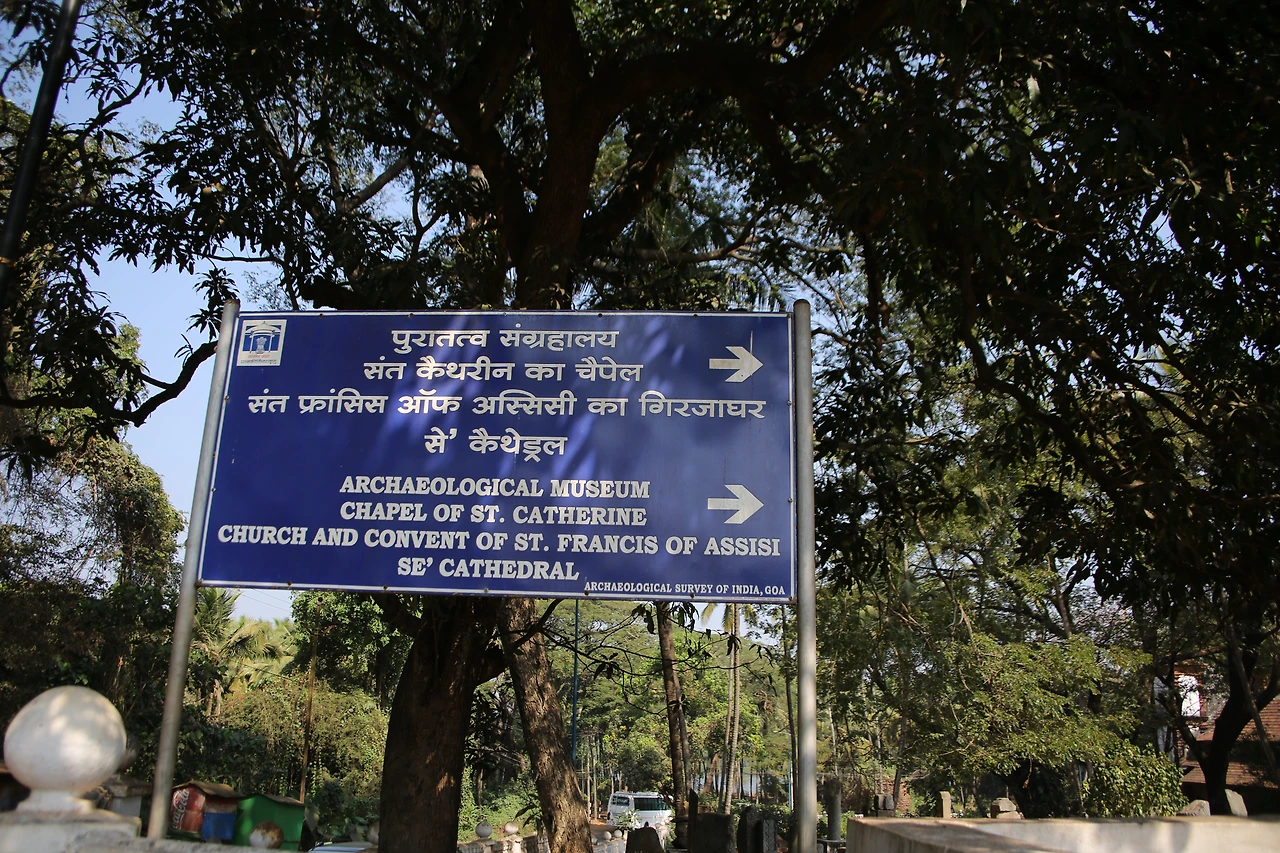 पुरातत्व संग्रहालय
संत कैथरीन का चैपेल
संत फ्रांसिस ऑफ अस्सिसी का गिरजाघर
से' कैथेड्रल
ARCHAEOLOGICAL MUSEUM
CHAPEL OF ST. CATHERINE
CHURCH AND CONVENT OF ST. FRANCIS OF ASSISI
SE' CATHEDRAL
ARCHAEOLOGICAL SURVEY OF INDIA, GOA